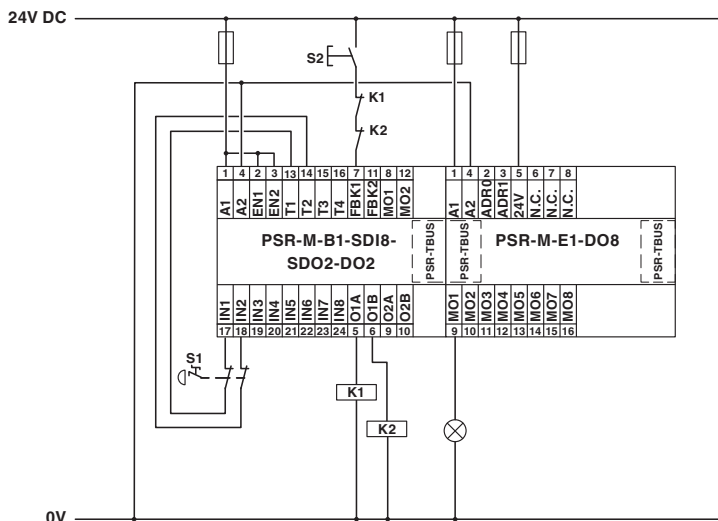 24V DC
S2
K1
K2
1 4 2 3 13 14 15 16 7 11 8 12
A1 A2 EN1 EN2 T1 T2 T3 T4 FBK1 FBK2 MO1 MO2
1 4 2 3 5 6 7 8
A1 A2 ADR0 ADR1 24V N.C. N.C. N.C.
PSR-M-B1-SDI8-
SDO2-DO2
PSR-TBUS
PSR-TBUS
PSR-M-E1-DO8
PSR-TBUS
IN1 IN2 IN3 IN4 IN5 IN6 IN7 IN8 O1A O1B O2A O2B
17 18 19 20 21 22 23 24 5 6 9 10
MO1 MO2 MO3 MO4 MO5 MO6 MO7 MO8
9 10 11 12 13 14 15 16
S1
K1
K2
0V